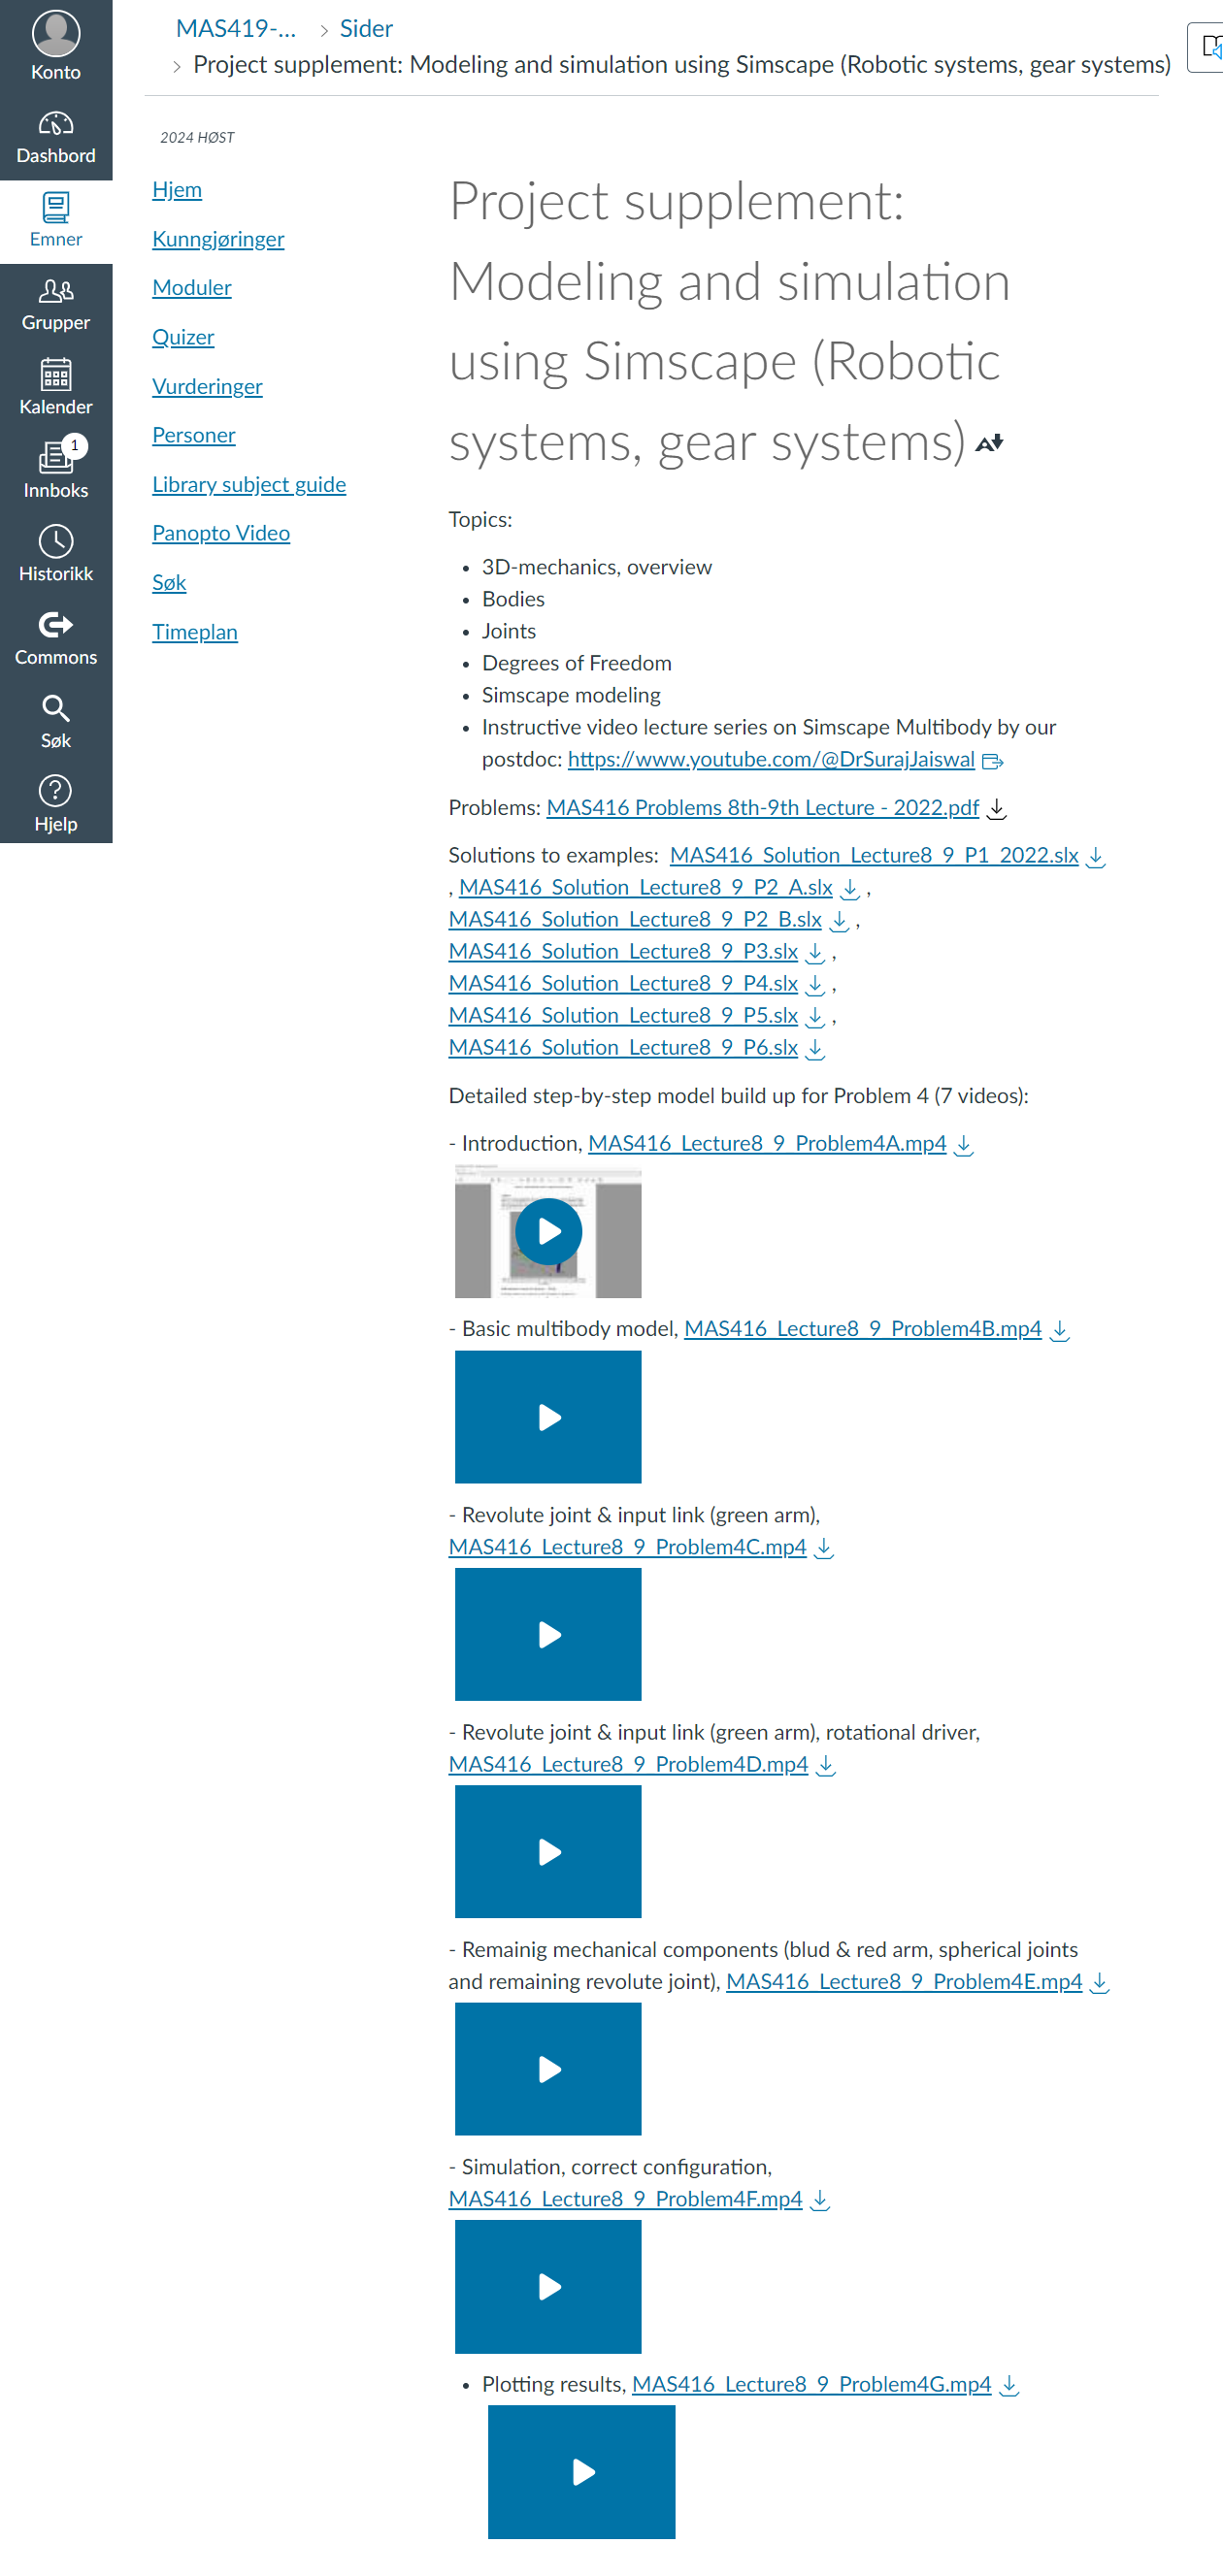 Konto
Dashbord
Emner
Grupper
Kalender
1
Innboks
Historikk
Commons
Søk
Hjelp
MAS419-... > Sider
> Project supplement: Modeling and simulation using Simscape (Robotic systems, gear systems)
2024 HØST
Hjem
Kunngjøringer
Moduler
Quizer
Vurderinger
Personer
Library subject guide
Panopto Video
Søk
Timeplan
Project supplement:
Modeling and simulation
using Simscape (Robotic
systems, gear systems)
Topics:
• 3D-mechanics, overview
• Bodies
• Joints
• Degrees of Freedom
• Simscape modeling
• Instructive video lecture series on Simscape Multibody by our
postdoc: https://www.youtube.com/@DrSurajJaiswal
Problems: MAS416 Problems 8th-9th Lecture - 2022.pdf
Solutions to examples: MAS416_Solution_Lecture8_9_P1_2022.slx
, MAS416_Solution_Lecture8_9_P2_A.slx ,
MAS416_Solution_Lecture8_9_P2_B.slx ,
MAS416_Solution_Lecture8_9_P3.slx ,
MAS416_Solution_Lecture8_9_P4.slx ,
MAS416_Solution_Lecture8_9_P5.slx ,
MAS416_Solution_Lecture8_9_P6.slx
Detailed step-by-step model build up for Problem 4 (7 videos):
- Introduction, MAS416_Lecture8_9_Problem4A.mp4
- Basic multibody model, MAS416_Lecture8_9_Problem4B.mp4
- Revolute joint & input link (green arm),
MAS416_Lecture8_9_Problem4C.mp4
- Revolute joint & input link (green arm), rotational driver,
MAS416_Lecture8_9_Problem4D.mp4
- Remainig mechanical components (blud & red arm, spherical joints
and remaining revolute joint), MAS416_Lecture8_9_Problem4E.mp4
- Simulation, correct configuration,
MAS416_Lecture8_9_Problem4F.mp4
• Plotting results, MAS416_Lecture8_9_Problem4G.mp4